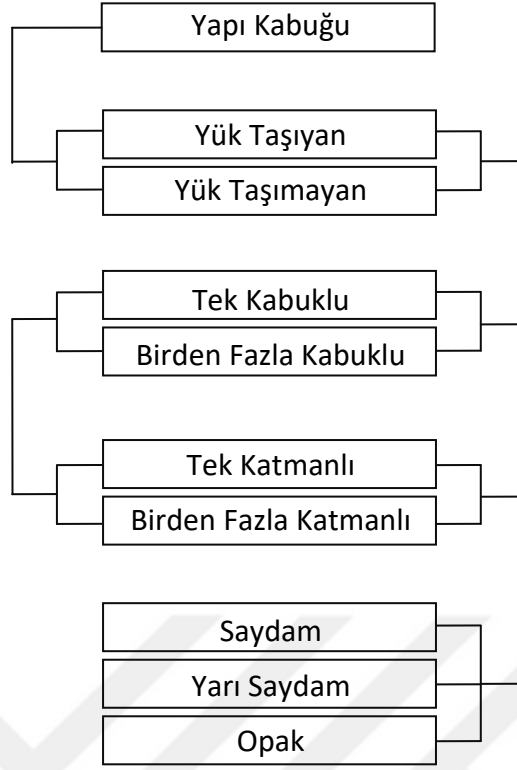 Yapı Kabuğu
Yük Taşıyan
Yük Taşımayan
Tek Kabuklu
Birden Fazla Kabuklu
Tek Katmanlı
Birden Fazla Katmanlı
Saydam
Yarı Saydam
Opak